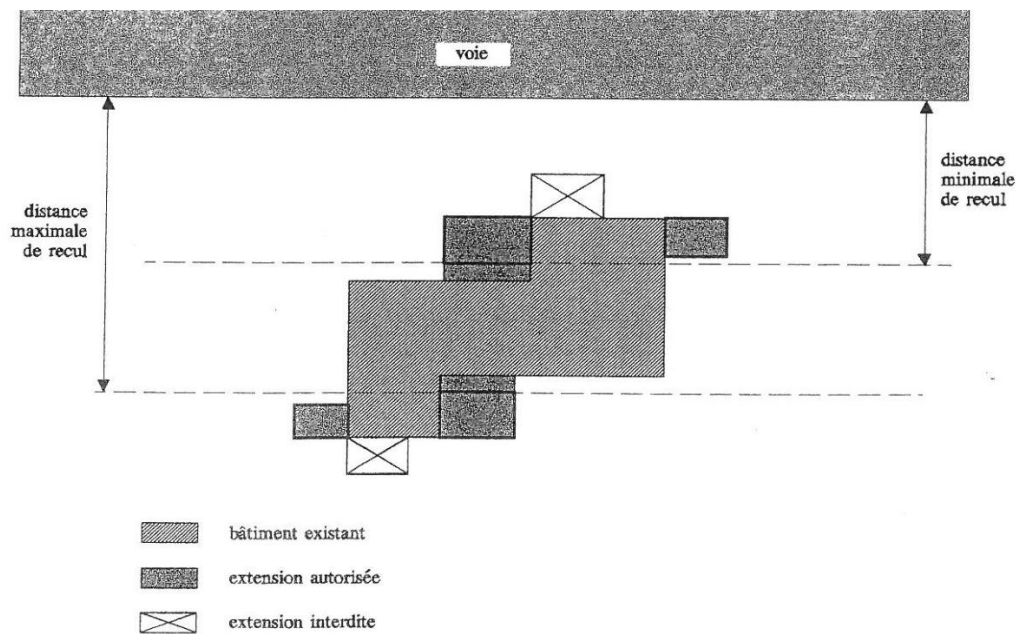 voie
distance
maximale
de recul
distance
minimale
de recul
bâtiment existant
extension autorisée
extension interdite